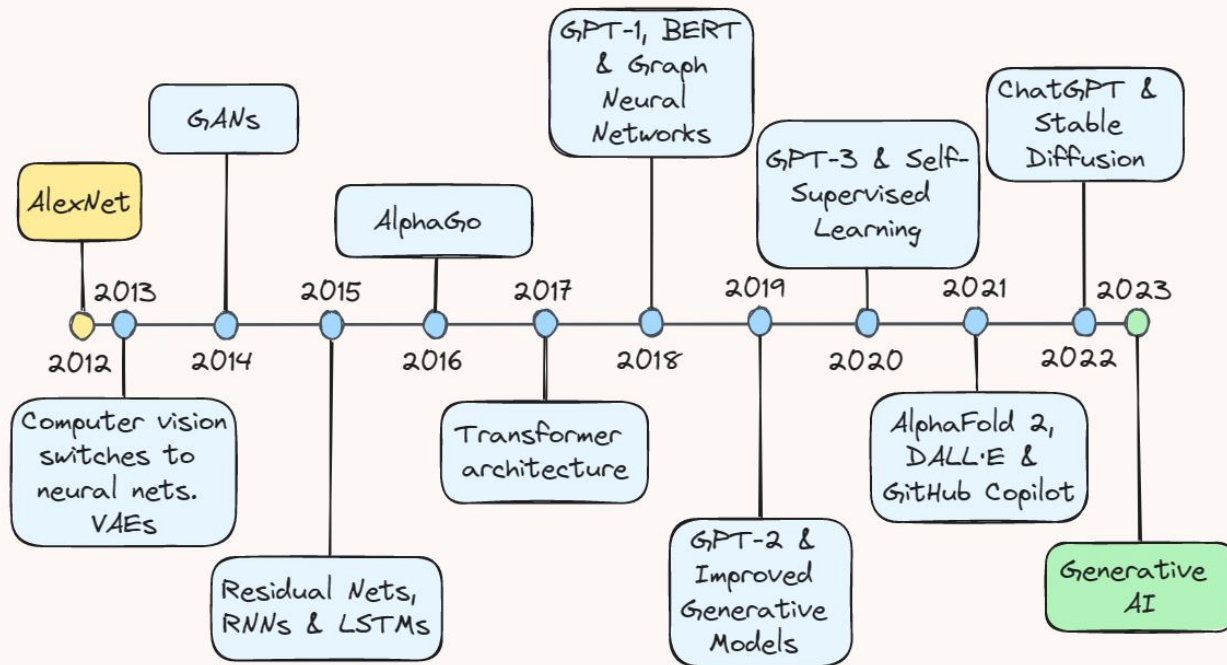 GPT-1, BERT
& Graph
Neural
Networks
ChatGPT &
Stable
Diffusion
GANs
GPT-3 & Self-
Supervised
Learning
AlexNet
AlphaGo
2013
2015
2017
2019
2021
2023
2012
2014
2016
2018
2020
2022
Computer vision
switches to
neural nets.
VAEs
Transformer
architecture
AlphaFold 2,
DALL·E &
GitHub Copilot
Residual Nets,
RNNs & LSTMs
GPT-2 &
Improved
Generative
Models
Generative
AI